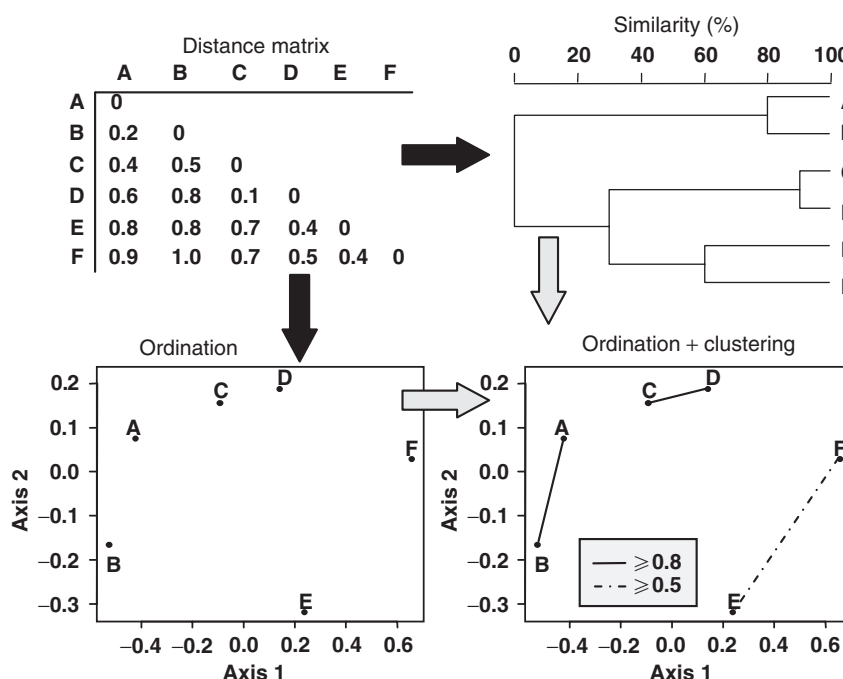 Distance matrix
A B C D E F
A 0
B 0.2 0
C 0.4 0.5 0
D 0.6 0.8 0.1 0
E 0.8 0.8 0.7 0.4 0
F 0.9 1.0 0.7 0.5 0.4 0
Similarity (%)
0 20 40 60 80 100
Ordination
0.2
0.1
0.0
−0.1
−0.2
−0.3
Axis 2
A
B
C
D
E
F
−0.4 −0.2 0.0 0.2 0.4 0.6
Axis 1
Ordination + clustering
0.2
0.1
0.0
−0.1
−0.2
−0.3
Axis 2
A
B
C
D
E
F
⩾0.8
⩾0.5
−0.4 −0.2 0.0 0.2 0.4 0.6
Axis 1